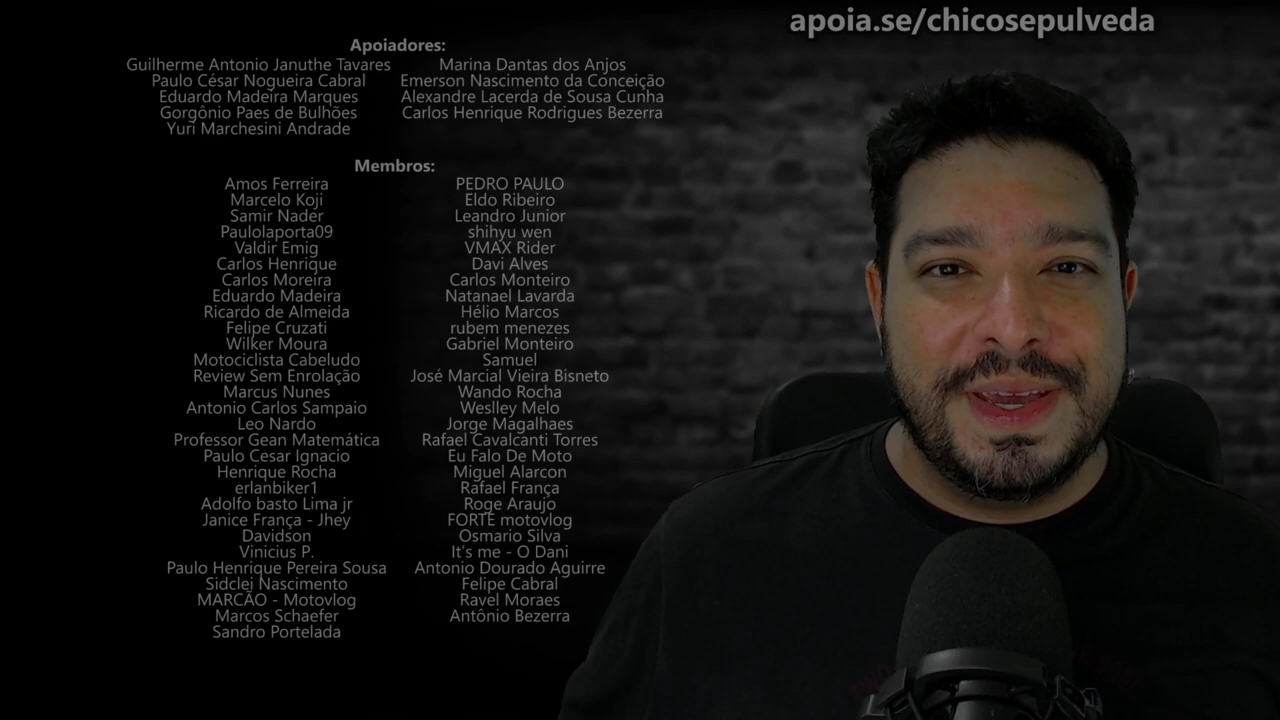 apoia.se/chicosepulveda
Apoiadores:
Guilherme Antonio Januthe Tavares
Paulo César Nogueira Cabral
Eduardo Madeira Marques
Gorgônio Paes de Bulhões
Yuri Marchesini Andrade
Marina Dantas dos Anjos
Emerson Nascimento da Conceição
Alexandre Lacerda de Sousa Cunha
Carlos Henrique Rodrigues Bezerra
Membros:
Amos Ferreira
Marcelo Koji
Samir Nader
Paulolaporta09
Valdir Emig
Carlos Henrique
Carlos Moreira
Eduardo Madeira
Ricardo de Almeida
Felipe Cruzati
Wilker Moura
Motociclista Cabeludo
Review Sem Enrolação
Marcus Nunes
Antonio Carlos Sampaio
Leo Nardo
Professor Gean Matemática
Paulo Cesar Ignacio
Henrique Rocha
erlanbiker1
Adolfo basto Lima jr
Janice França - Jhey
Davidson
Vinicius P.
Paulo Henrique Pereira Sousa
Sidclei Nascimento
MARCÃO - Motovlog
Marcos Schaefer
Sandro Portelada
PEDRO PAULO
Eldo Ribeiro
Leandro Junior
shihyu wen
VMAX Rider
Davi Alves
Carlos Monteiro
Natanael Lavarda
Hélio Marcos
rubem menezes
Gabriel Monteiro
Samuel
José Marcial Vieira Bisneto
Wando Rocha
Weslley Melo
Jorge Magalhaes
Rafael Cavalcanti Torres
Eu Falo De Moto
Miguel Alarcon
Rafael França
Roge Araujo
FORTE motovlog
Osmario Silva
It's me - O Dani
Antonio Dourado Aguirre
Felipe Cabral
Ravel Moraes
Antônio Bezerra